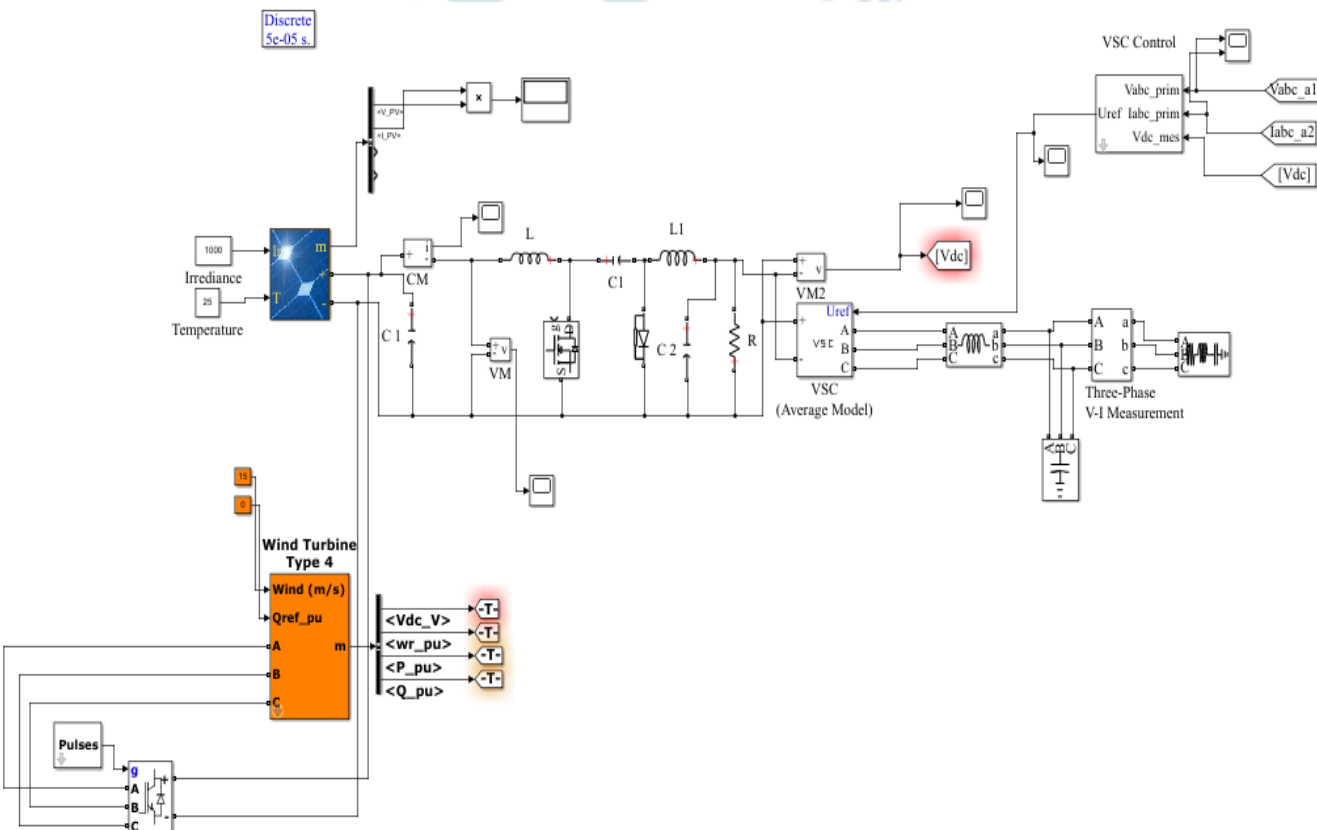 Discrete
5e-05 s.
VSC Control
Vabc_prim
Uref Iabc_prim
Vdc_mes
Vabc_a1
Iabc_a2
[Vdc]
<V_PV>
<I_PV>
×
1000
Irrediance
25
Temperature
m
+
-
T
C 1
i
+
-
CM
L
C1
L1
+
-
v
VM
g
D
S
C 2
R
+
-
v
VM2
[Vdc]
Uref
+
-
VSC
A
B
C
VSC
(Average Model)
A
B
C
a
b
c
A
B
C
a
b
c
Three-Phase
V-I Measurement
A
B
C
A
B
C
15
0
Wind Turbine
Type 4
Wind (m/s)
Qref_pu
A
B
C
m
<Vdc_V>
<wr_pu>
<P_pu>
<Q_pu>
-T-
-T-
-T-
-T-
Pulses
g
A
B
C
+
-